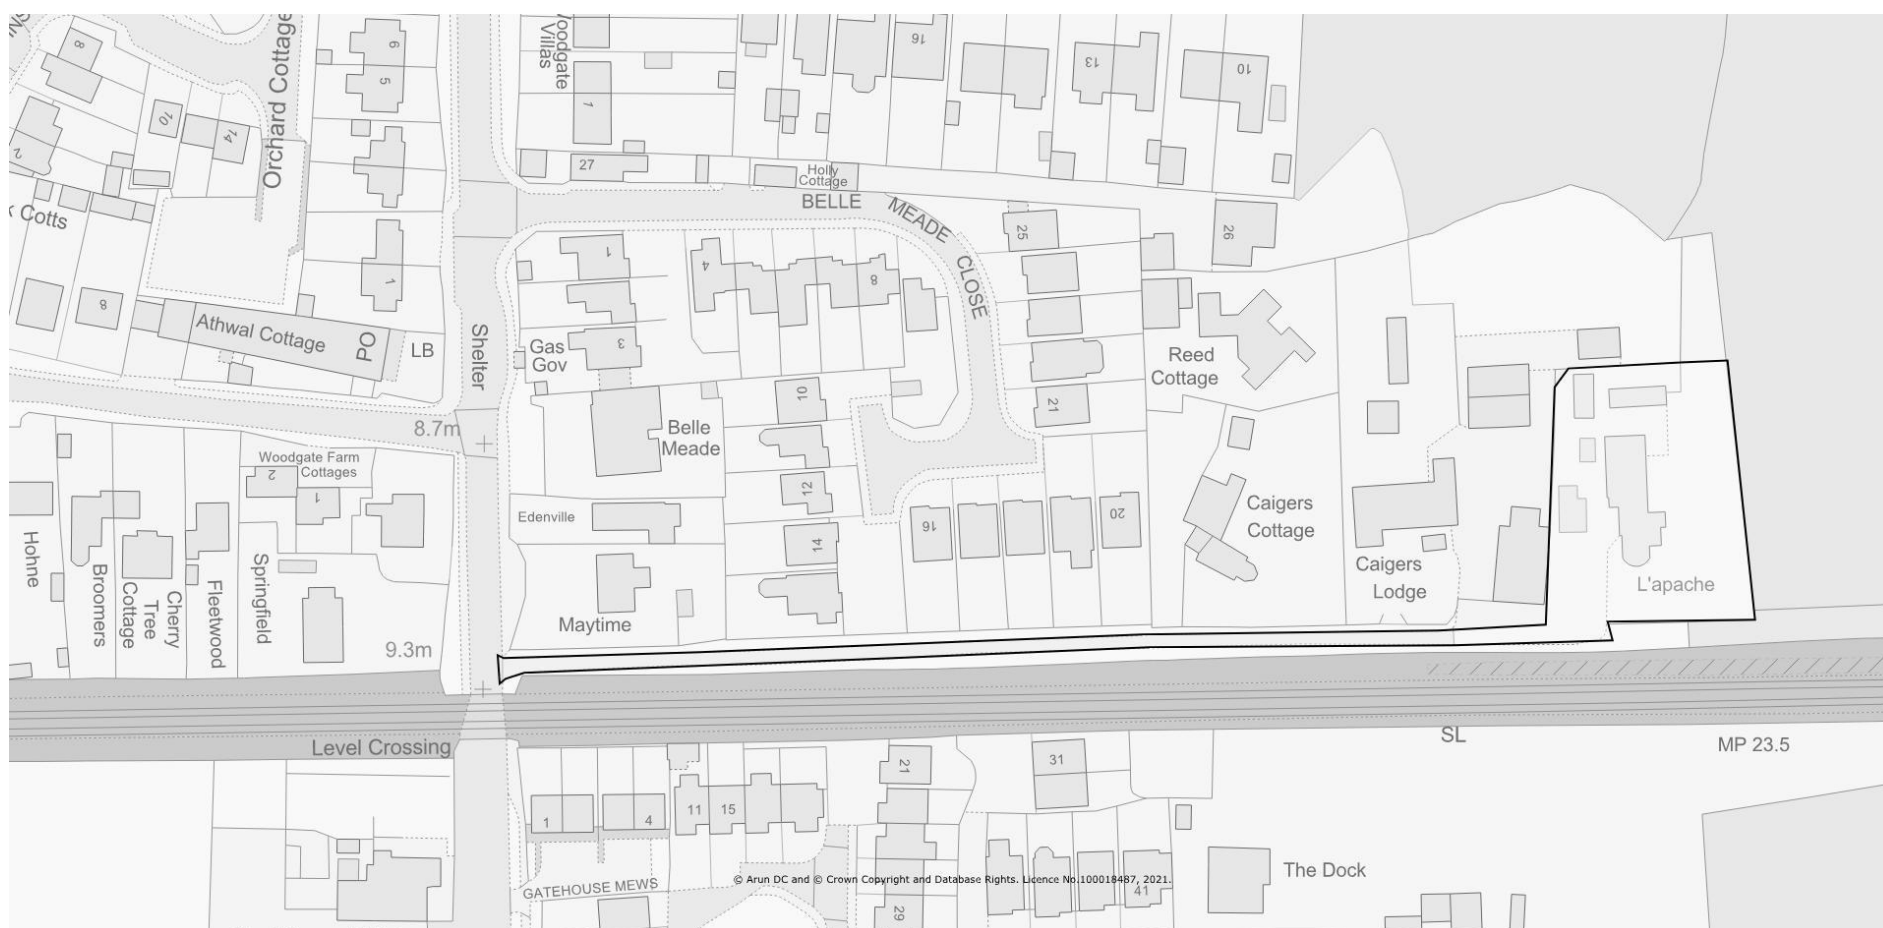 8
10
14
2
k Cotts
8
Orchard Cottage
6
5
1
Athwal Cottage
PO
LB
Shelter
Woodgate
Villas
1
27
16
13
10
Holly
Cottage
BELLE
MEADE
CLOSE
25
26
1
3
4
8
Gas
Gov
Belle
Meade
10
12
14
16
20
21
Reed
Cottage
Caigers
Cottage
Caigers
Lodge
L'apache
Edenville
Maytime
8.7m
9.3m
Woodgate Farm
Cottages
2
1
Hohne
Broomers
Cherry
Tree
Cottage
Fleetwood
Springfield
Level Crossing
SL
MP 23.5
1
4
11
15
21
31
29
41
The Dock
GATEHOUSE MEWS
© Arun DC and © Crown Copyright and Database Rights. Licence No.100018487, 2021.